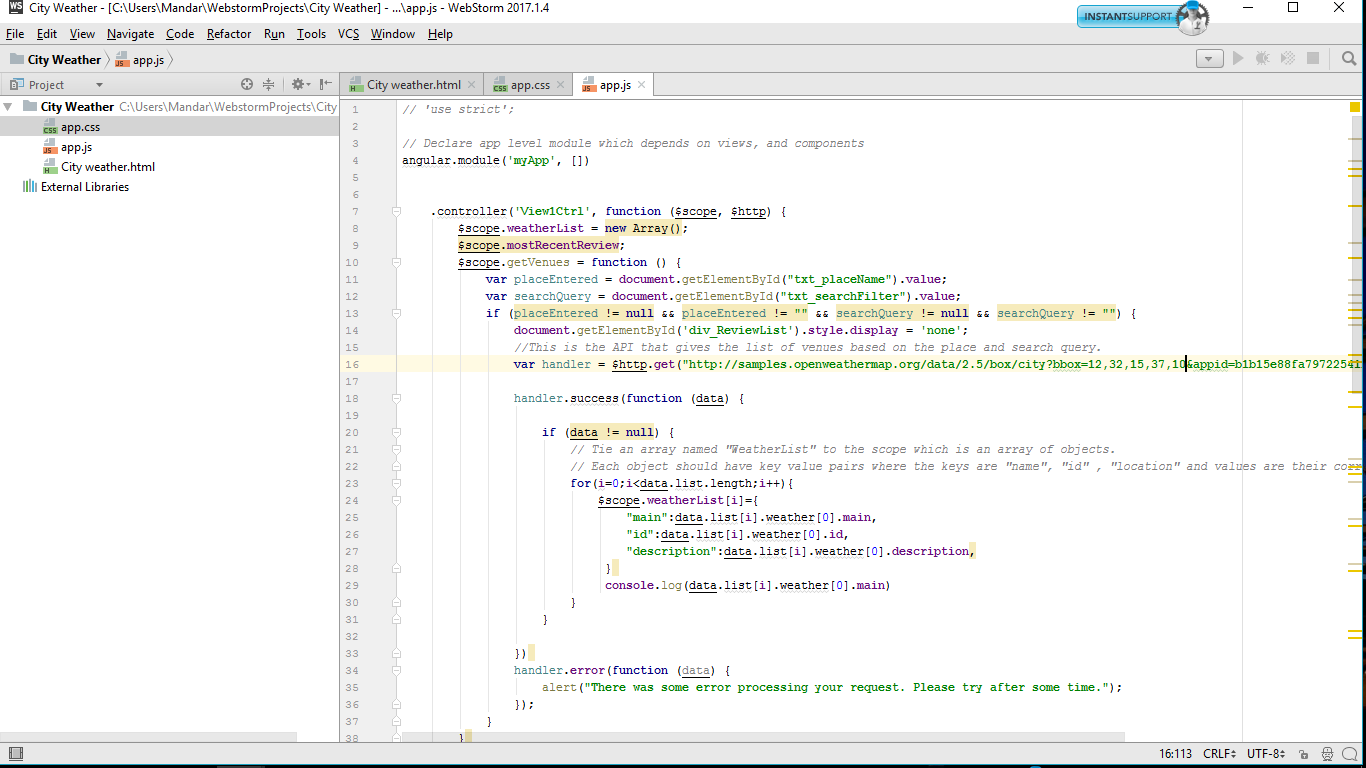 WS City Weather - [C:\Users\Mandar\WebstormProjects\City Weather] - ...\app.js - WebStorm 2017.1.4
INSTANTSUPPORT
File Edit View Navigate Code Refactor Run Tools VCS Window Help
City Weather app.js
Project
City weather.html app.css app.js
City Weather C:\Users\Mandar\WebstormProjects\City
app.css
app.js
City weather.html
External Libraries
1 // 'use strict';
2
3 // Declare app level module which depends on views, and components
4 angular.module('myApp', [])
5
6
7 .controller('View1Ctrl', function ($scope, $http) {
8 $scope.weatherList = new Array();
9 $scope.mostRecentReview;
10 $scope.getVenues = function () {
11 var placeEntered = document.getElementById("txt_placeName").value;
12 var searchQuery = document.getElementById("txt_searchFilter").value;
13 if (placeEntered != null && placeEntered != "" && searchQuery != null && searchQuery != "") {
14 document.getElementById('div_ReviewList').style.display = 'none';
15 //This is the API that gives the list of venues based on the place and search query.
16 var handler = $http.get("http://samples.openweathermap.org/data/2.5/box/city?bbox=12,32,15,37,10&appid=b1b15e88fa7972254
17
18 handler.success(function (data) {
19
20 if (data != null) {
21 // Tie an array named "WeatherList" to the scope which is an array of objects.
22 // Each object should have key value pairs where the keys are "name", "id" , "location" and values are their corr
23 for(i=0;i<data.list.length;i++){
24 $scope.weatherList[i]={
25 "main":data.list[i].weather[0].main,
26 "id":data.list[i].weather[0].id,
27 "description":data.list[i].weather[0].description,
28 }
29 console.log(data.list[i].weather[0].main)
30 }
31 }
32
33 })
34 handler.error(function (data) {
35 alert("There was some error processing your request. Please try after some time.");
36 });
37 }
38 }
16:113 CRLF UTF-8